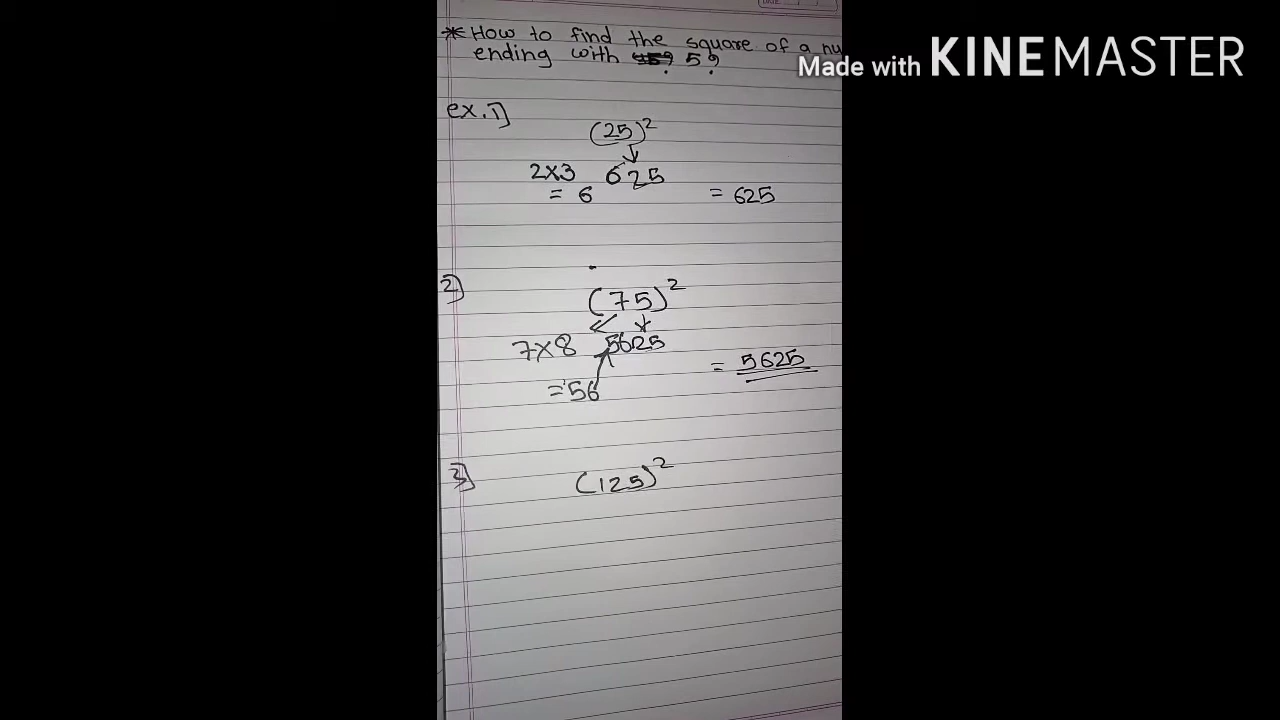 * How to find the square of a nu
ending with 5?
Made with KINEMASTER
ex.1]
(25)²
2x3 625
= 6 = 625
2]
(75)²
7x8 5625
= 56 = 5625
3]
(125)²